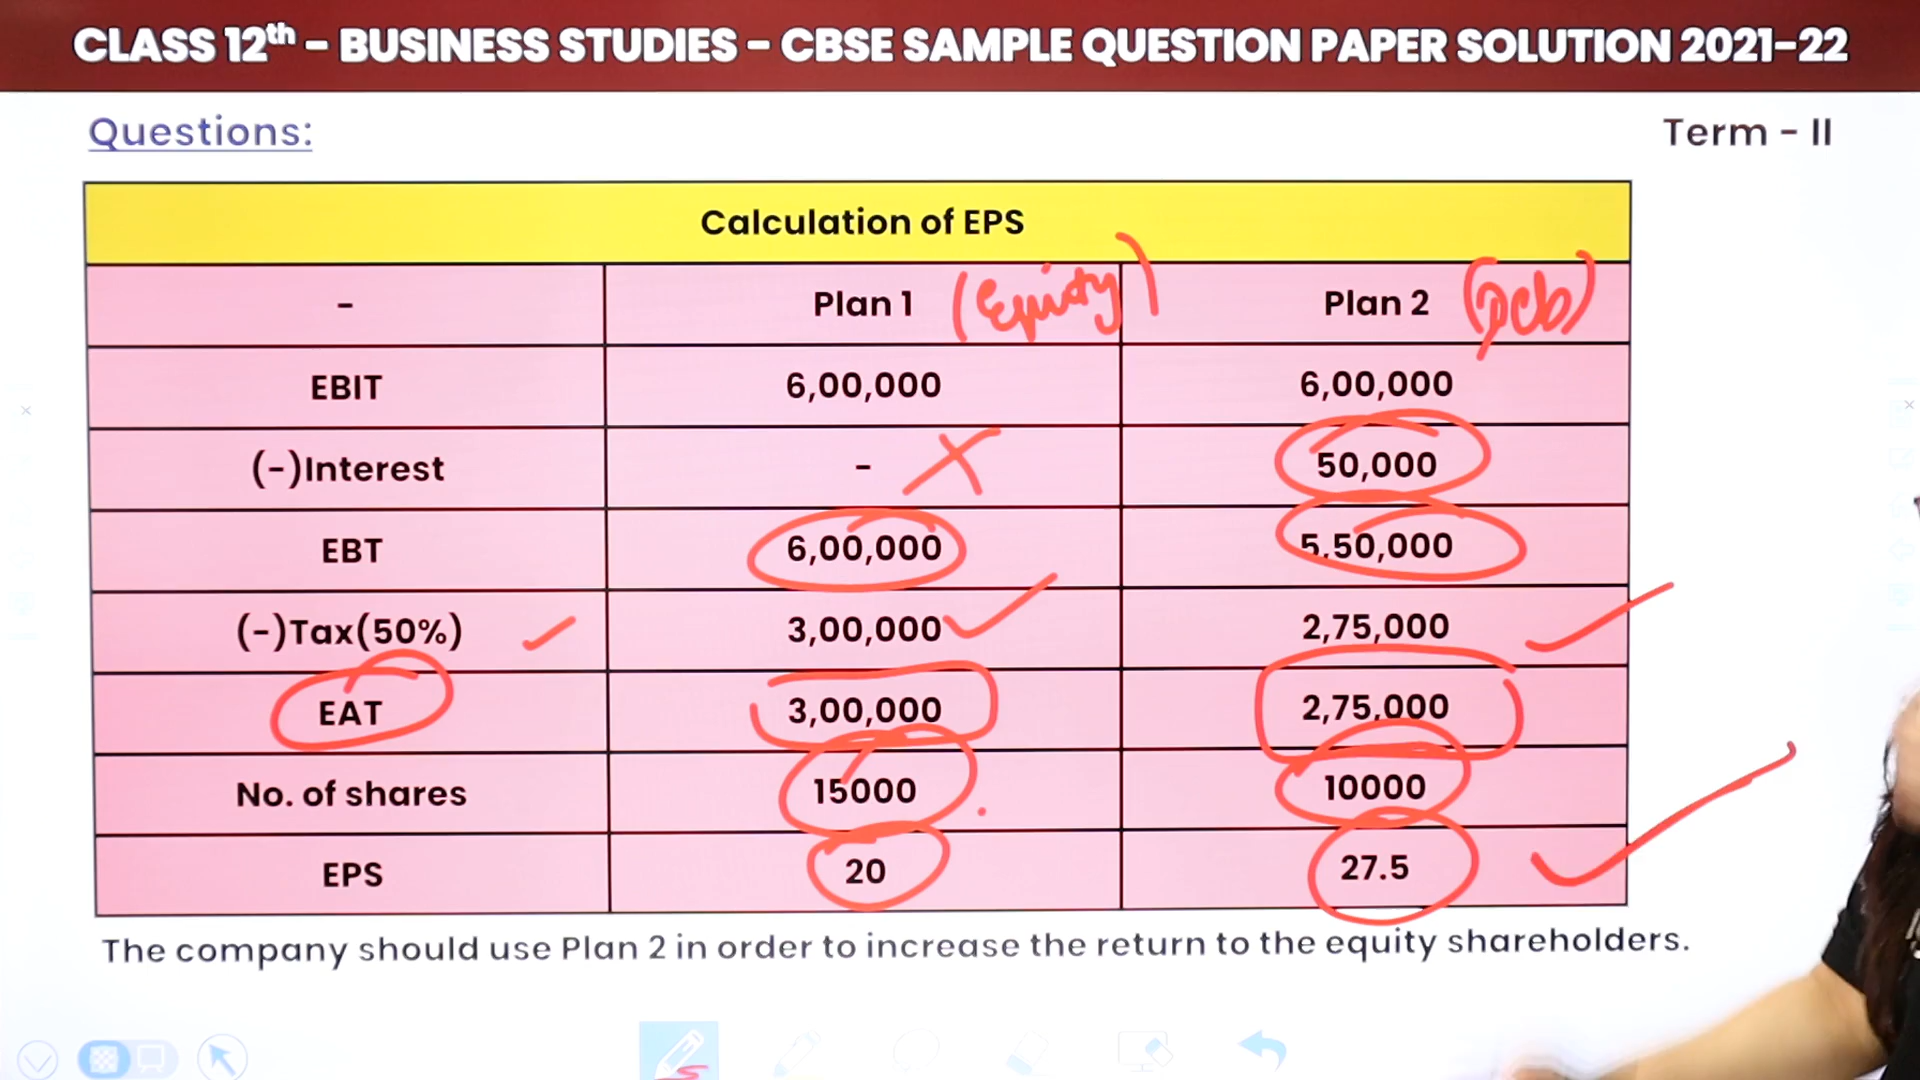 CLASS 12th – BUSINESS STUDIES – CBSE SAMPLE QUESTION PAPER SOLUTION 2021–22
Questions:
Term - II
Calculation of EPS
- Plan 1 (Equity) Plan 2 (Deb)
EBIT 6,00,000 6,00,000
(-)Interest - 50,000
EBT 6,00,000 5,50,000
(-)Tax(50%) 3,00,000 2,75,000
EAT 3,00,000 2,75,000
No. of shares 15000 10000
EPS 20 27.5
The company should use Plan 2 in order to increase the return to the equity shareholders.